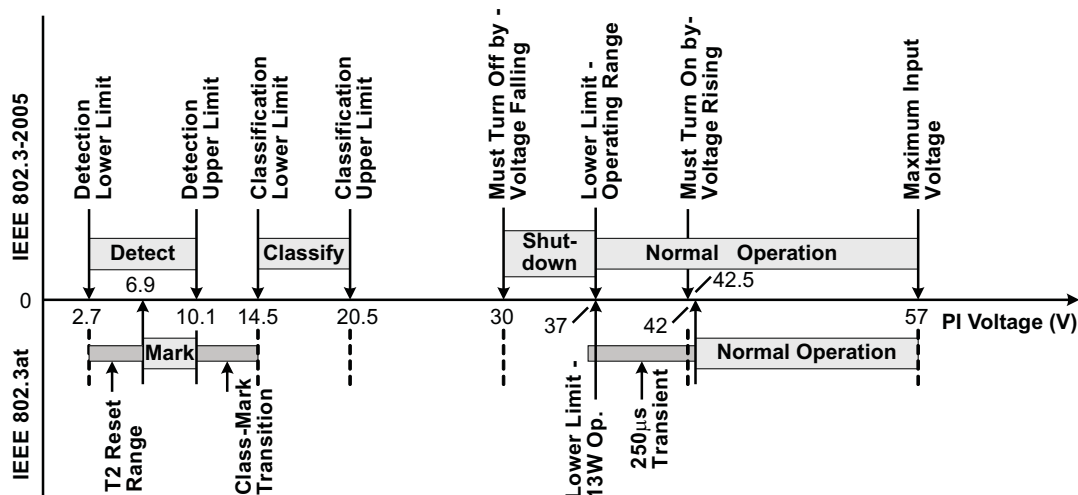 IEEE 802.3-2005
Detection
Lower Limit
Detection
Upper Limit
Classification
Lower Limit
Classification
Upper Limit
Must Turn Off by -
Voltage Falling
Lower Limit -
Operating Range
Must Turn On by-
Voltage Rising
Maximum Input
Voltage
Detect
Classify
Shut-
down
Normal Operation
6.9
42.5
0
2.7
10.1
14.5
20.5
30
37
42
57
PI Voltage (V)
IEEE 802.3at
Mark
Normal Operation
T2 Reset
Range
Class-Mark
Transition
Lower Limit -
13W Op.
250μs
Transient